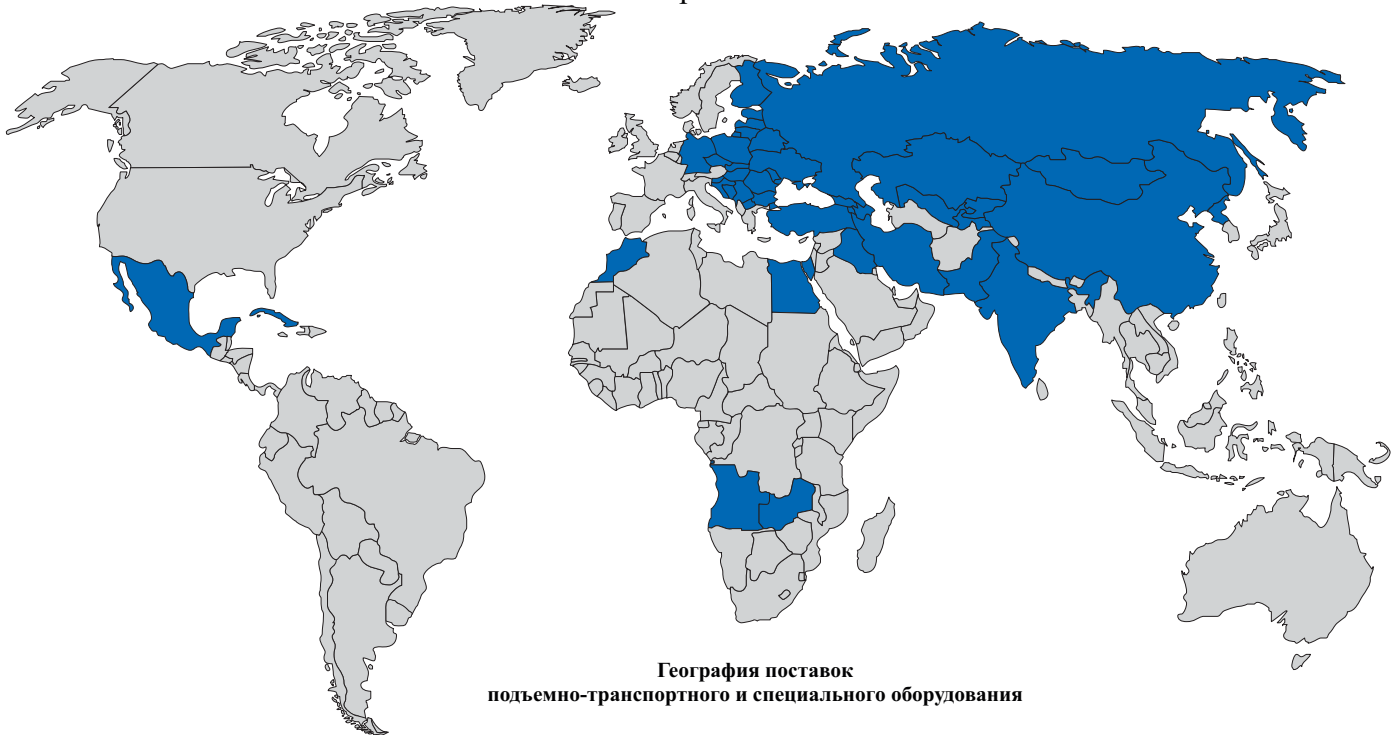 География поставок
подъемно-транспортного и специального оборудования